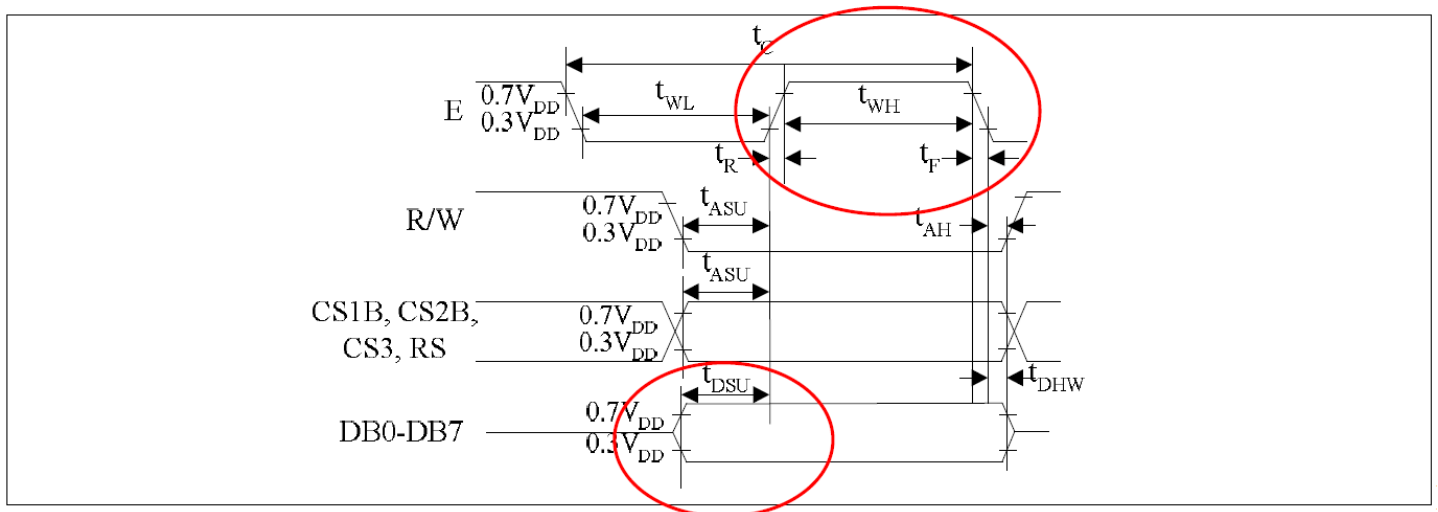 tC
E
0.7VDD
0.3VDD
tWL
tWH
tR
tF
R/W
0.7VDD
0.3VDD
tASU
tAH
tASU
CS1B, CS2B,
CS3, RS
0.7VDD
0.3VDD
tDSU
tDHW
DB0-DB7
0.7VDD
0.3VDD